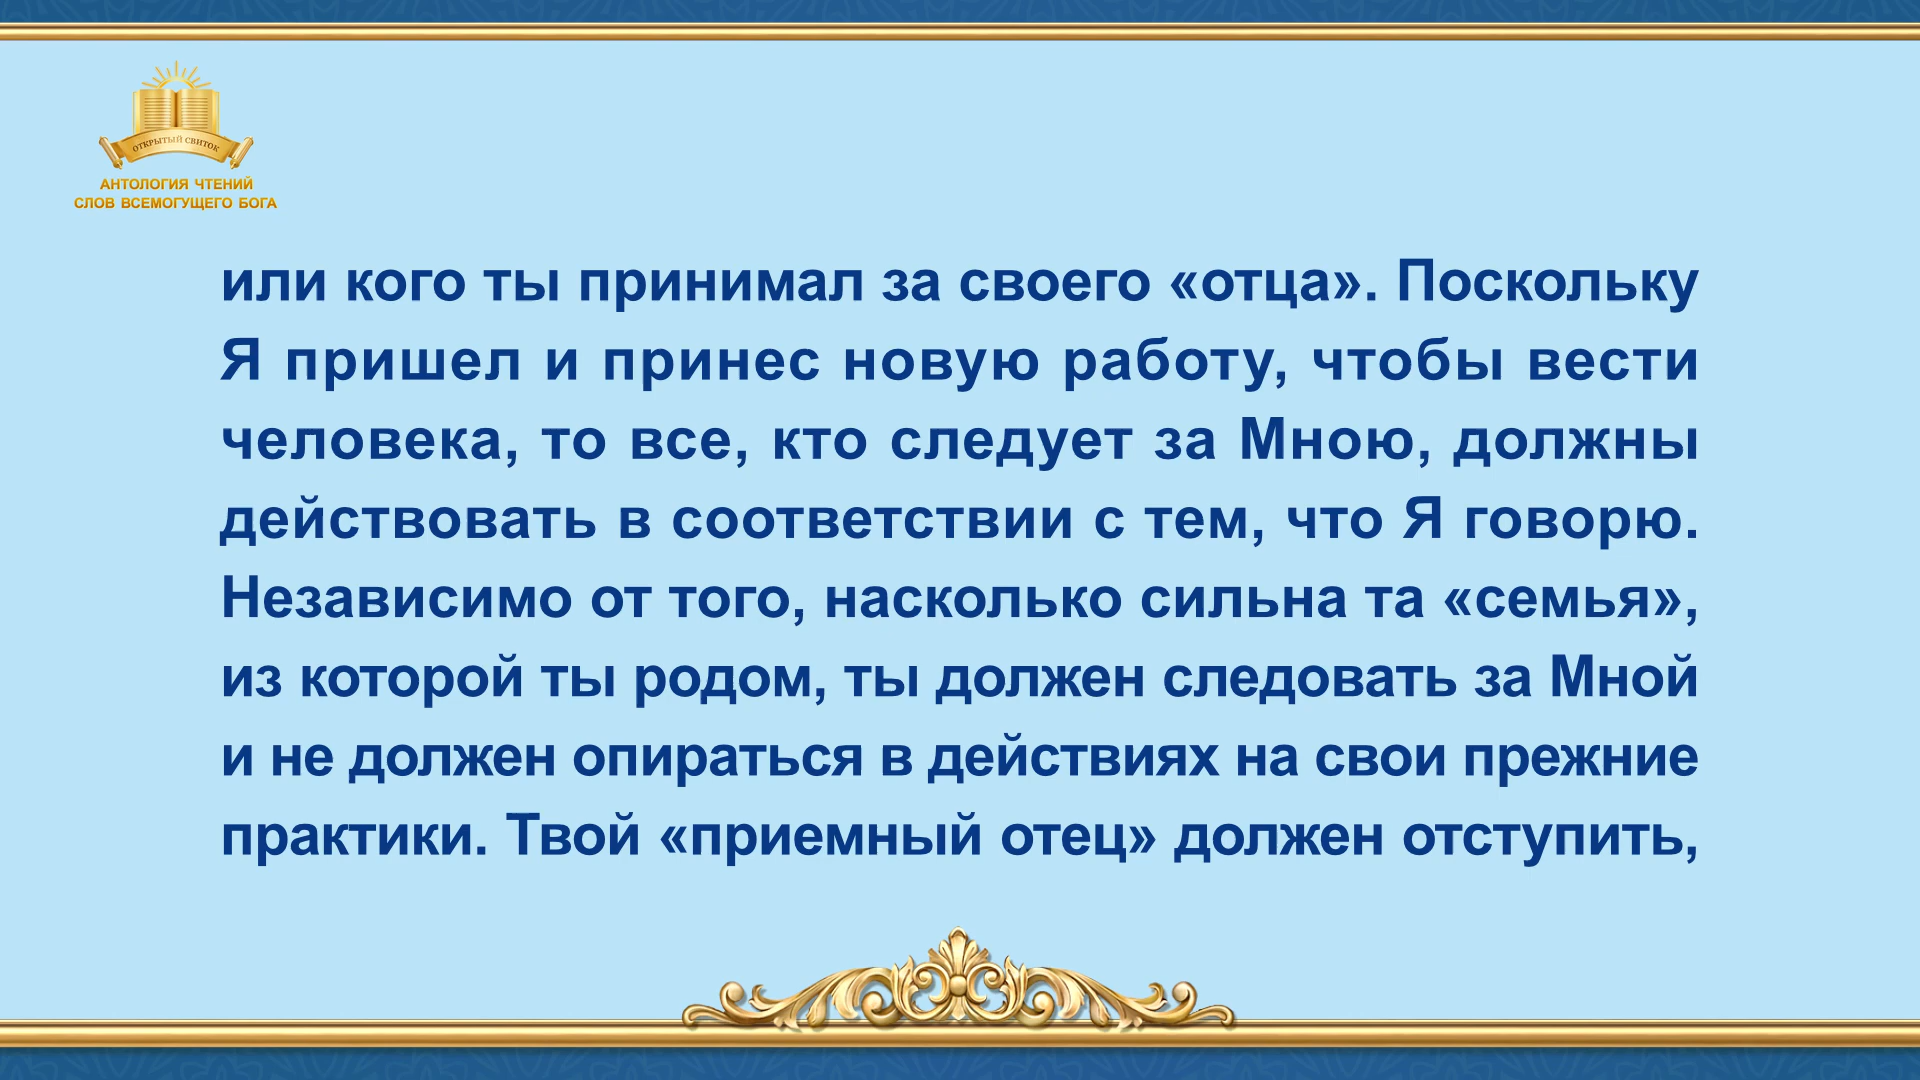 ОТКРЫТЫЙ СВИТОК
АНТОЛОГИЯ ЧТЕНИЙ
СЛОВ ВСЕМОГУЩЕГО БОГА
или кого ты принимал за своего «отца». Поскольку
Я пришел и принес новую работу, чтобы вести
человека, то все, кто следует за Мною, должны
действовать в соответствии с тем, что Я говорю.
Независимо от того, насколько сильна та «семья»,
из которой ты родом, ты должен следовать за Мной
и не должен опираться в действиях на свои прежние
практики. Твой «приемный отец» должен отступить,